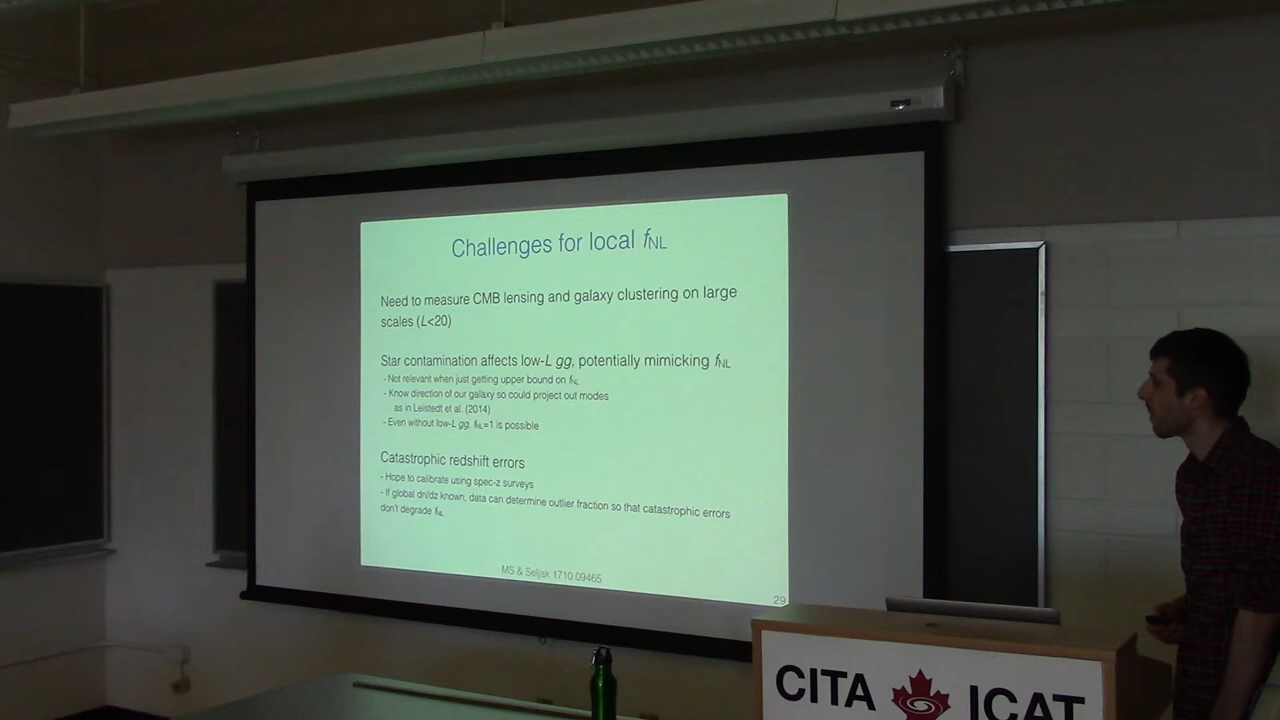 Challenges for local fNL
Need to measure CMB lensing and galaxy clustering on large
scales (L<20)
Star contamination affects low-L gg, potentially mimicking fNL
- Not relevant when just getting upper bound on fNL
- Know direction of our galaxy so could project out modes
as in Leistedt et al. (2014)
- Even without low-L gg, fNL=1 is possible
Catastrophic redshift errors
- Hope to calibrate using spec-z surveys
- If global dn/dz known, data can determine outlier fraction so that catastrophic errors
don't degrade fNL
MS & Seljak 1710.09465
29
CITA ICAT